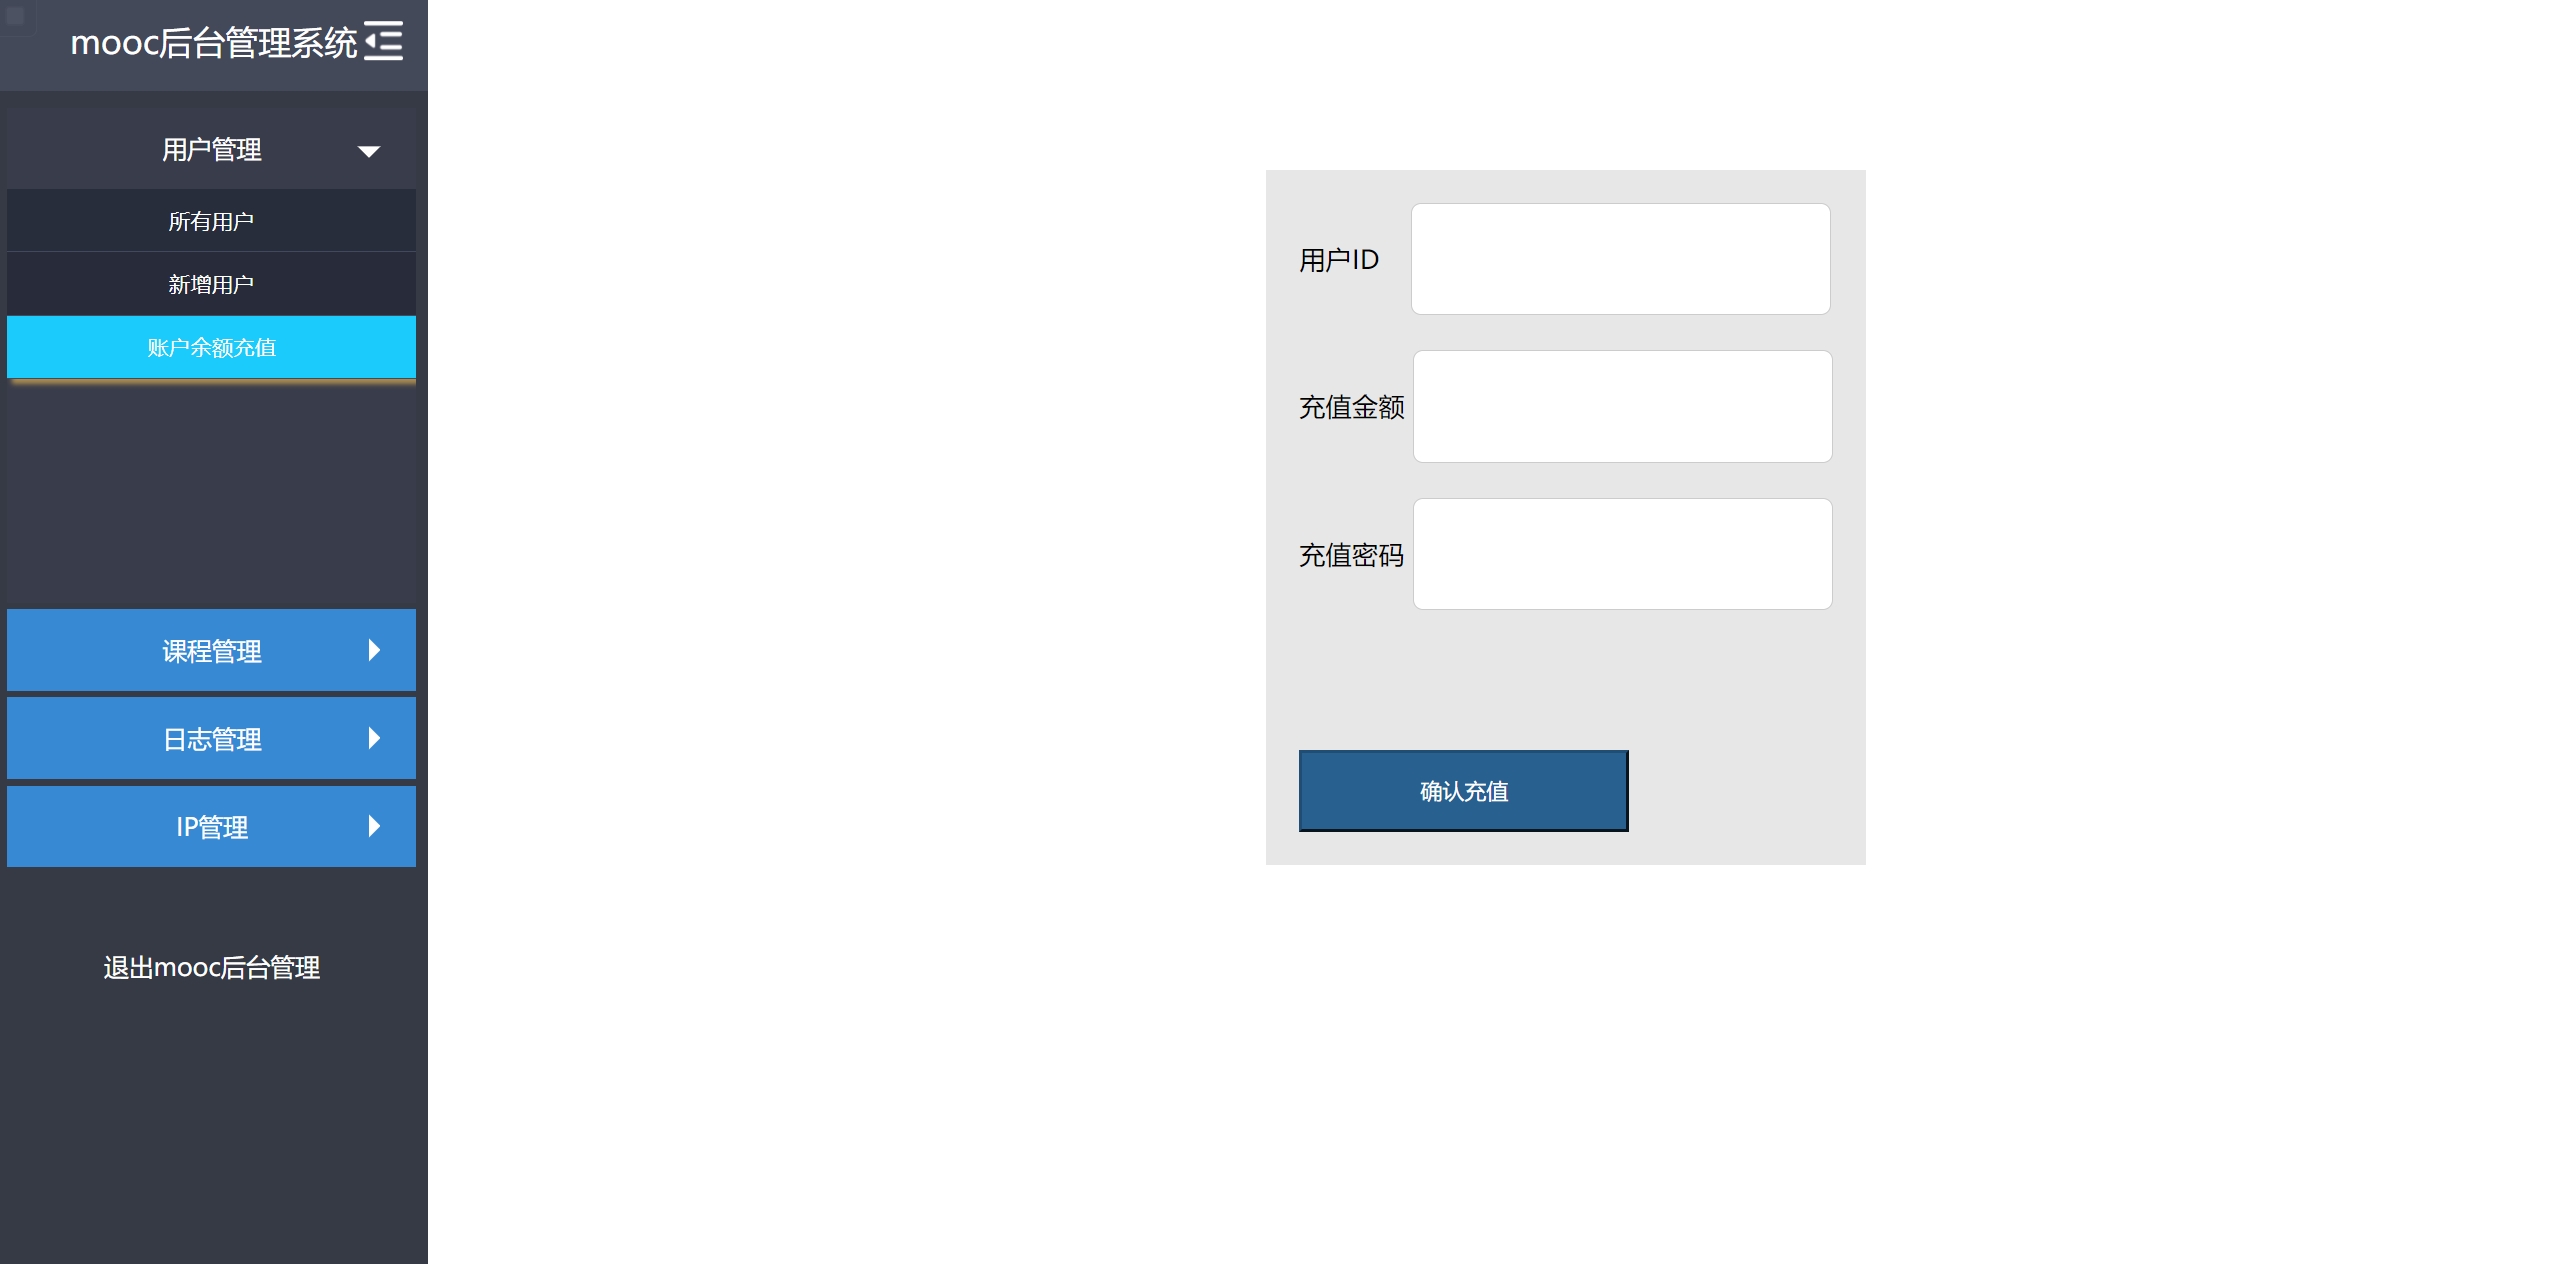 mooc后台管理系统
用户管理
所有用户
新增用户
账户余额充值
课程管理
日志管理
IP管理
退出mooc后台管理
用户ID
充值金额
充值密码
确认充值